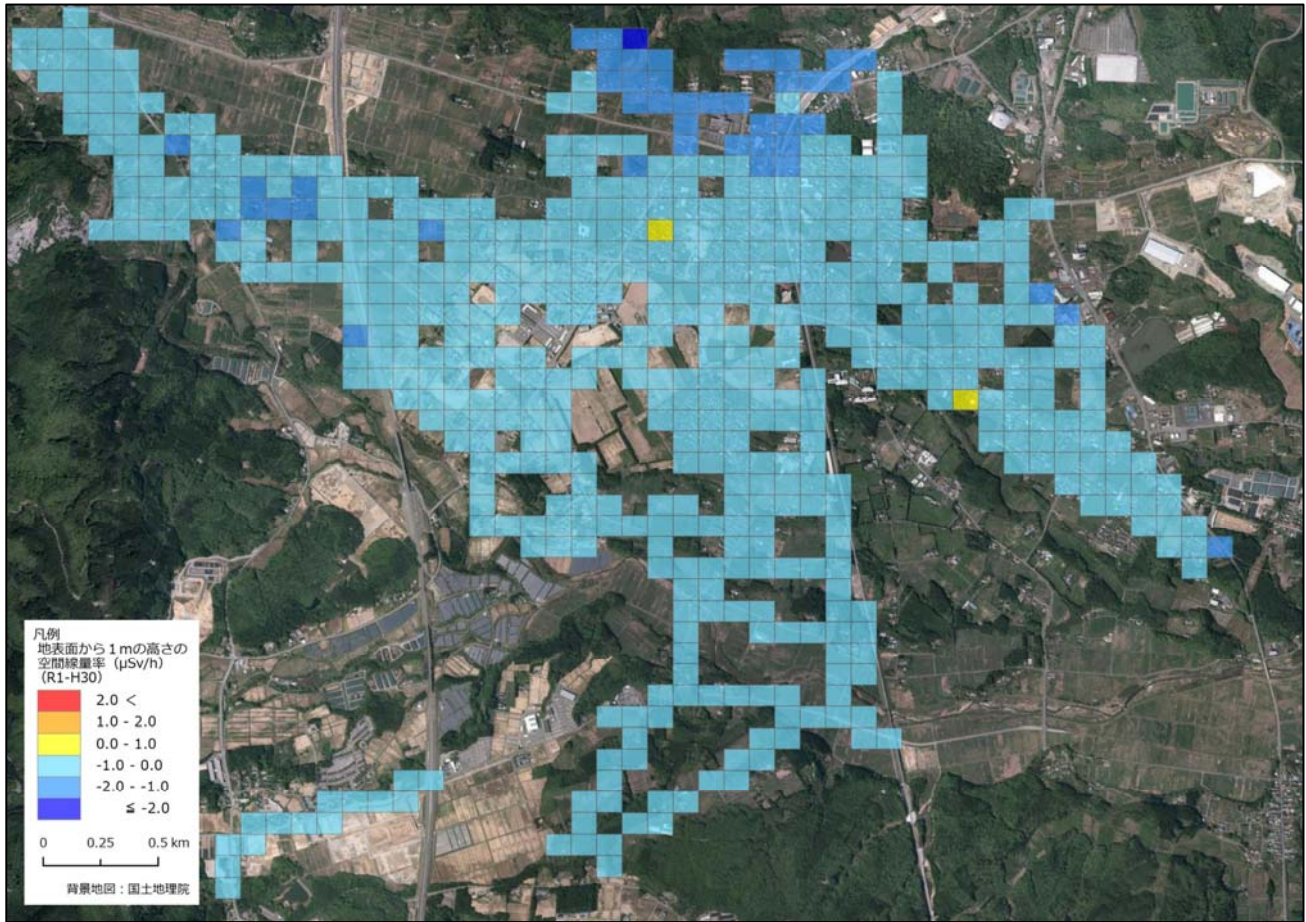 凡例
地表面から1mの高さの
空間線量率（μSv/h）
（R1-H30）
2.0 <
1.0 - 2.0
0.0 - 1.0
-1.0 - 0.0
-2.0 - -1.0
≦ -2.0
0 0.25 0.5 km
背景地図：国土地理院